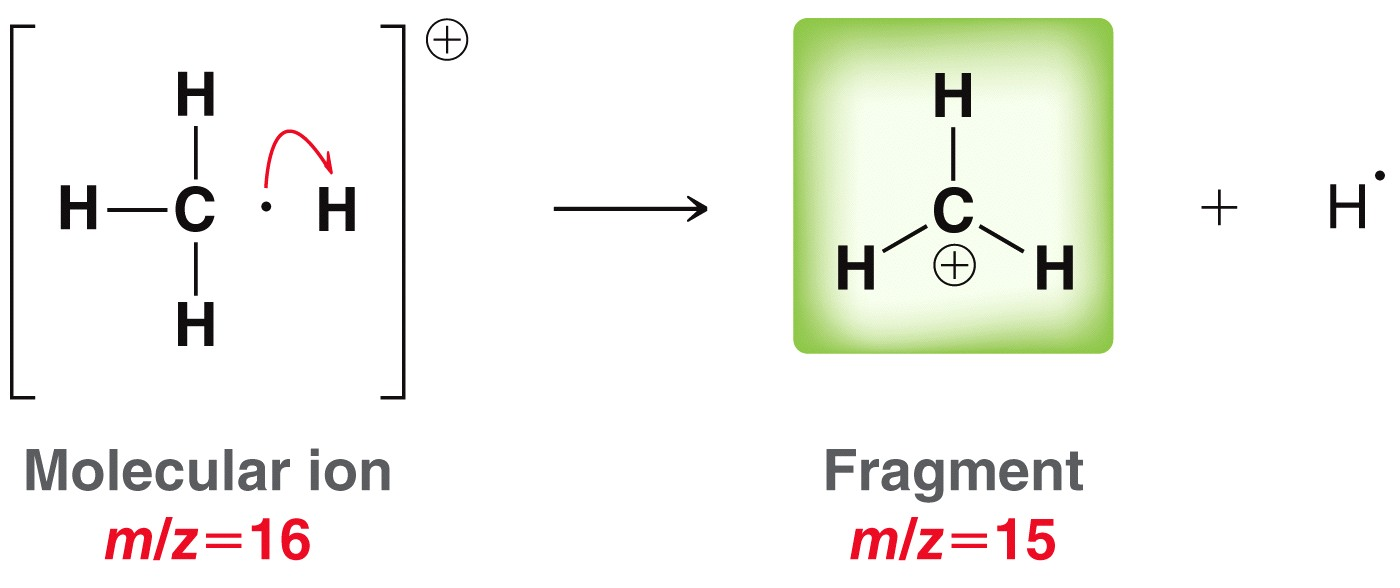 ⊕
H
H
H—C · H
C
+
H•
H
H ⊕ H
Molecular ion
Fragment
m/z=16
m/z=15